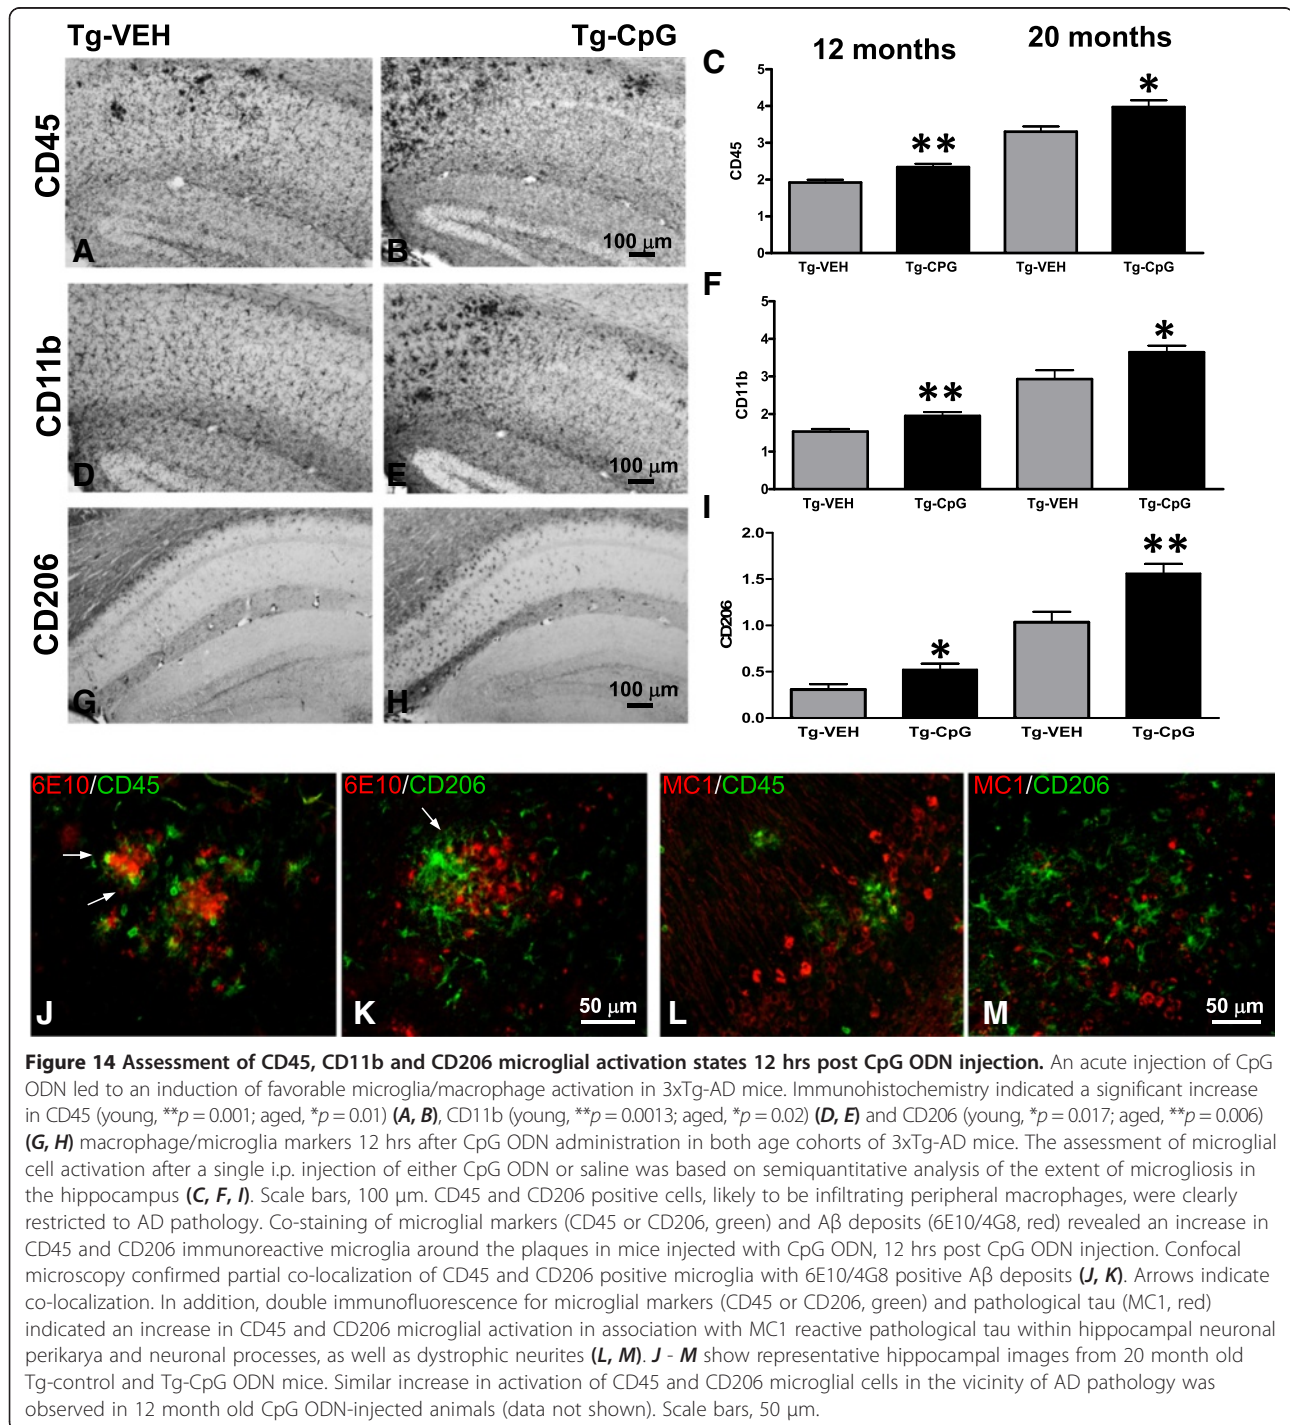 Tg-VEH
Tg-CpG
CD45
A
B
100 μm
C
12 months
20 months
CD45
5
4
3
2
1
0
**
*
Tg-VEH
Tg-CPG
Tg-VEH
Tg-CpG
CD11b
D
E
100 μm
F
CD11b
5
4
3
2
1
0
**
*
Tg-VEH
Tg-CpG
Tg-VEH
Tg-CpG
CD206
G
H
100 μm
I
CD206
2.0
1.5
1.0
0.5
0.0
*
**
Tg-VEH
Tg-CpG
Tg-VEH
Tg-CpG
6E10/CD45
J
6E10/CD206
K
50 μm
MC1/CD45
L
MC1/CD206
M
50 μm
Figure 14 Assessment of CD45, CD11b and CD206 microglial activation states 12 hrs post CpG ODN injection. An acute injection of CpG
ODN led to an induction of favorable microglia/macrophage activation in 3xTg-AD mice. Immunohistochemistry indicated a significant increase
in CD45 (young, **p = 0.001; aged, *p = 0.01) (A, B), CD11b (young, **p = 0.0013; aged, *p = 0.02) (D, E) and CD206 (young, *p = 0.017; aged, **p = 0.006)
(G, H) macrophage/microglia markers 12 hrs after CpG ODN administration in both age cohorts of 3xTg-AD mice. The assessment of microglial
cell activation after a single i.p. injection of either CpG ODN or saline was based on semiquantitative analysis of the extent of microgliosis in
the hippocampus (C, F, I). Scale bars, 100 μm. CD45 and CD206 positive cells, likely to be infiltrating peripheral macrophages, were clearly
restricted to AD pathology. Co-staining of microglial markers (CD45 or CD206, green) and Aβ deposits (6E10/4G8, red) revealed an increase in
CD45 and CD206 immunoreactive microglia around the plaques in mice injected with CpG ODN, 12 hrs post CpG ODN injection. Confocal
microscopy confirmed partial co-localization of CD45 and CD206 positive microglia with 6E10/4G8 positive Aβ deposits (J, K). Arrows indicate
co-localization. In addition, double immunofluorescence for microglial markers (CD45 or CD206, green) and pathological tau (MC1, red)
indicated an increase in CD45 and CD206 microglial activation in association with MC1 reactive pathological tau within hippocampal neuronal
perikarya and neuronal processes, as well as dystrophic neurites (L, M). J - M show representative hippocampal images from 20 month old
Tg-control and Tg-CpG ODN mice. Similar increase in activation of CD45 and CD206 microglial cells in the vicinity of AD pathology was
observed in 12 month old CpG ODN-injected animals (data not shown). Scale bars, 50 μm.